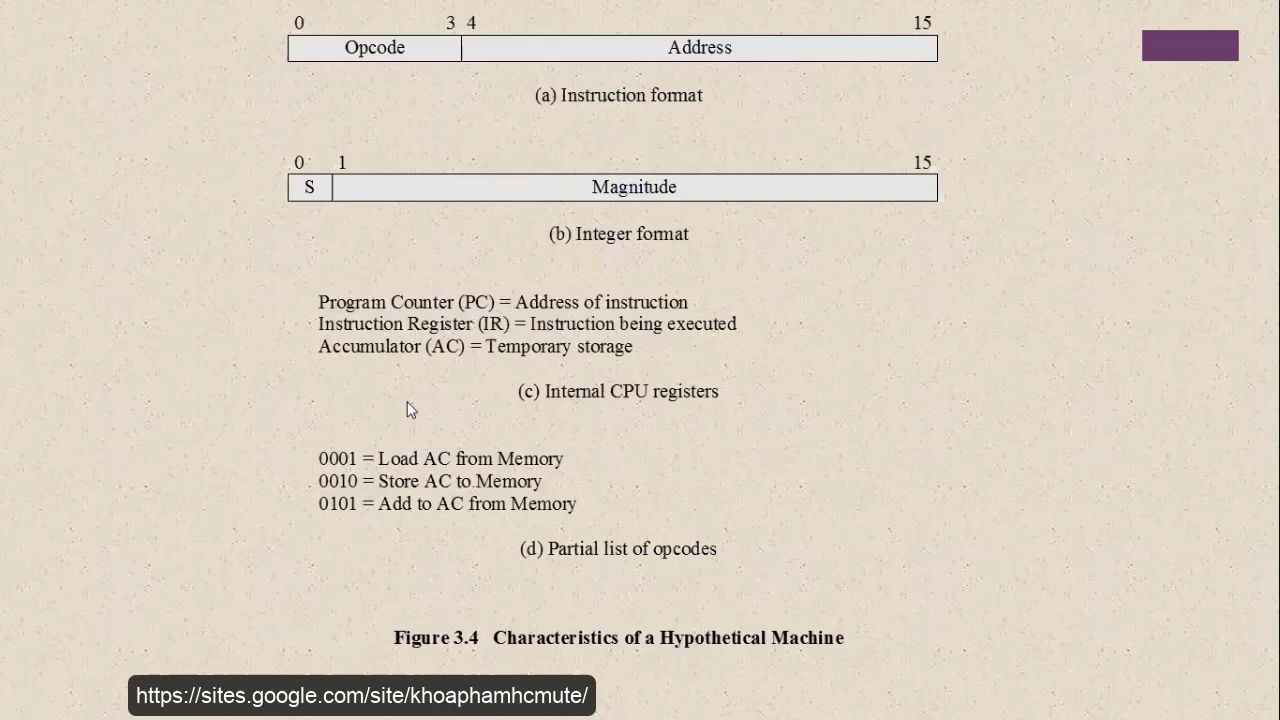 0 3 4 15
Opcode Address
(a) Instruction format
0 1 15
S Magnitude
(b) Integer format
Program Counter (PC) = Address of instruction
Instruction Register (IR) = Instruction being executed
Accumulator (AC) = Temporary storage
(c) Internal CPU registers
0001 = Load AC from Memory
0010 = Store AC to Memory
0101 = Add to AC from Memory
(d) Partial list of opcodes
Figure 3.4 Characteristics of a Hypothetical Machine
https://sites.google.com/site/khoaphamhcmute/